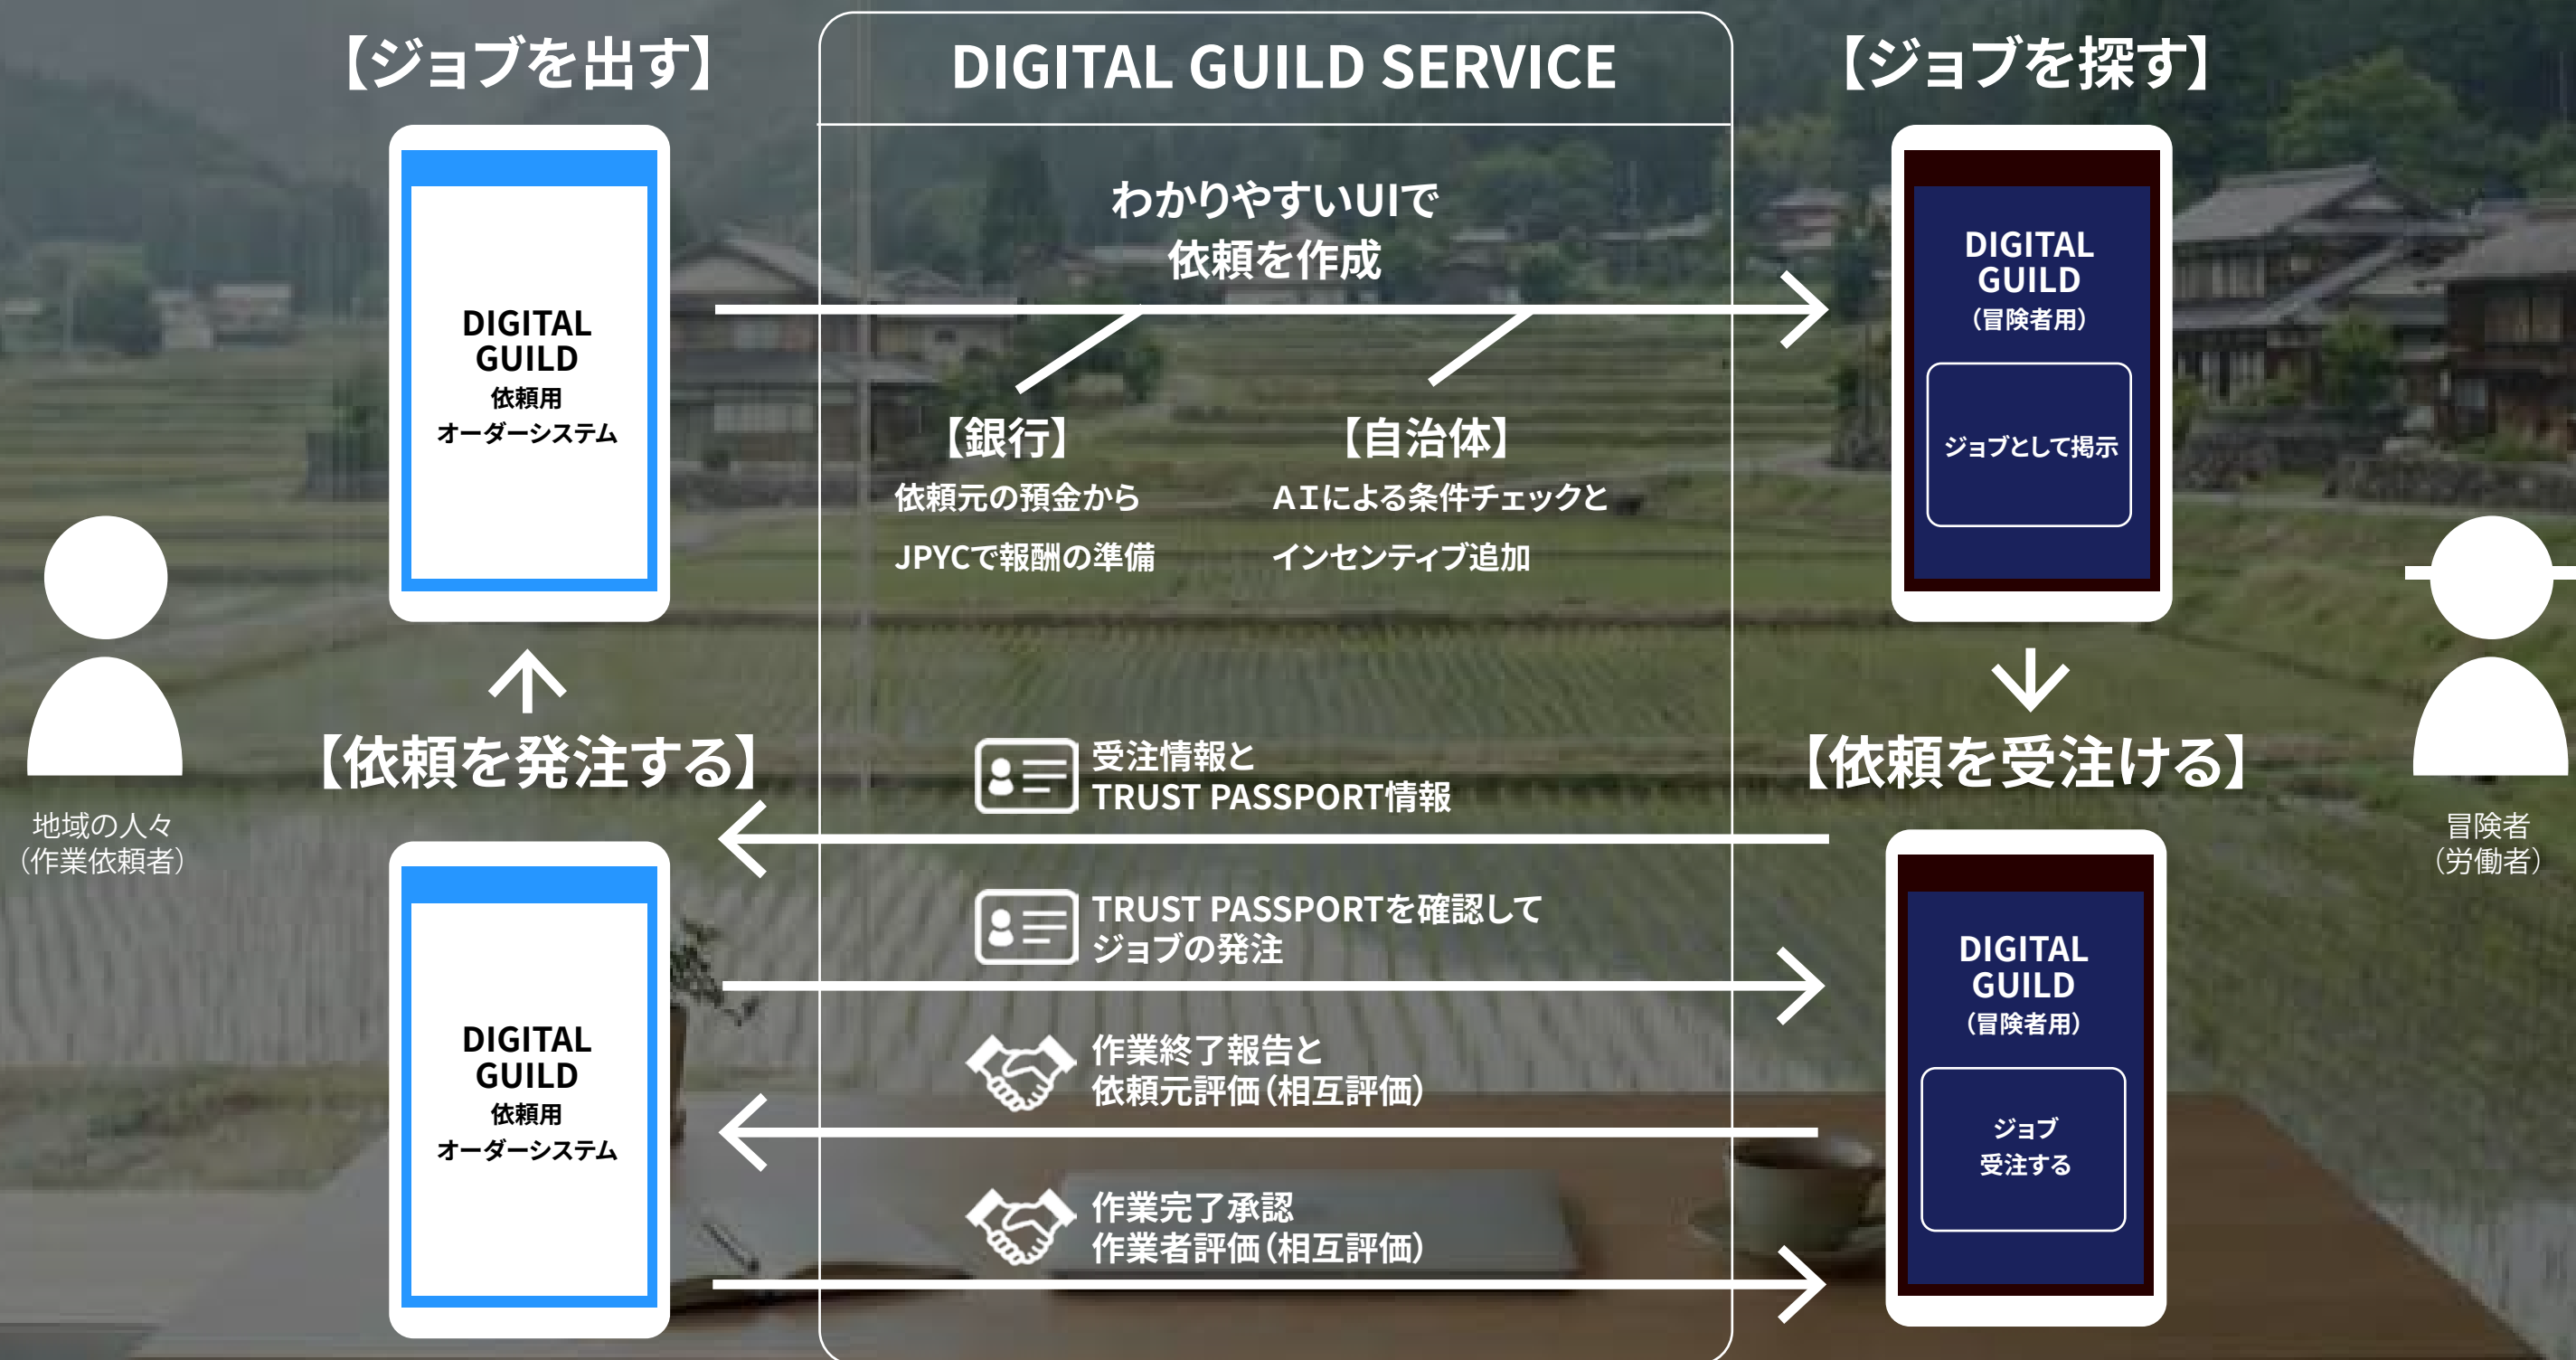 【ジョブを出す】
DIGITAL GUILD SERVICE
【ジョブを探す】
DIGITAL
GUILD
依頼用
オーダーシステム
わかりやすいUIで
依頼を作成
【銀行】
依頼元の預金から
JPYCで報酬の準備
【自治体】
AIによる条件チェックと
インセンティブ追加
DIGITAL
GUILD
（冒険者用）
ジョブとして掲示
地域の人々
（作業依頼者）
【依頼を発注する】
受注情報と
TRUST PASSPORT情報
【依頼を受注ける】
冒険者
（労働者）
DIGITAL
GUILD
依頼用
オーダーシステム
TRUST PASSPORTを確認して
ジョブの発注
作業終了報告と
依頼元評価（相互評価）
作業完了承認
作業者評価（相互評価）
DIGITAL
GUILD
（冒険者用）
ジョブ
受注する